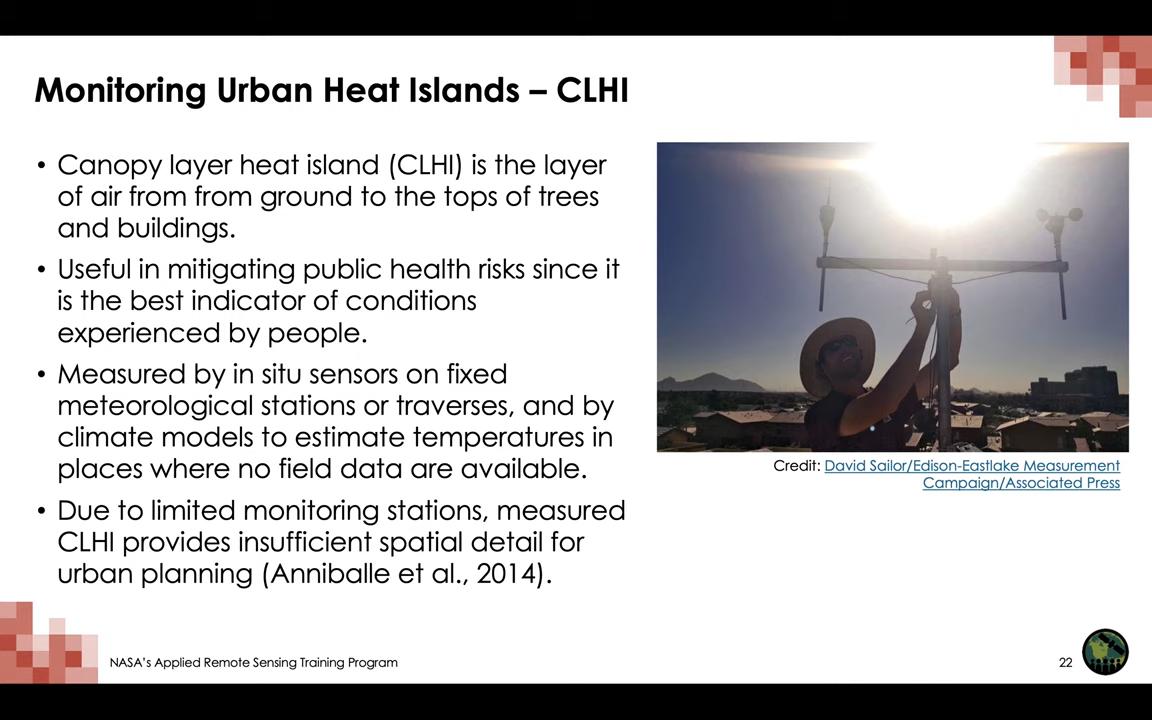 Monitoring Urban Heat Islands – CLHI
• Canopy layer heat island (CLHI) is the layer
of air from from ground to the tops of trees
and buildings.
• Useful in mitigating public health risks since it
is the best indicator of conditions
experienced by people.
• Measured by in situ sensors on fixed
meteorological stations or traverses, and by
climate models to estimate temperatures in
places where no field data are available.
• Due to limited monitoring stations, measured
CLHI provides insufficient spatial detail for
urban planning (Anniballe et al., 2014).
Credit: David Sailor/Edison-Eastlake Measurement
Campaign/Associated Press
NASA's Applied Remote Sensing Training Program
22